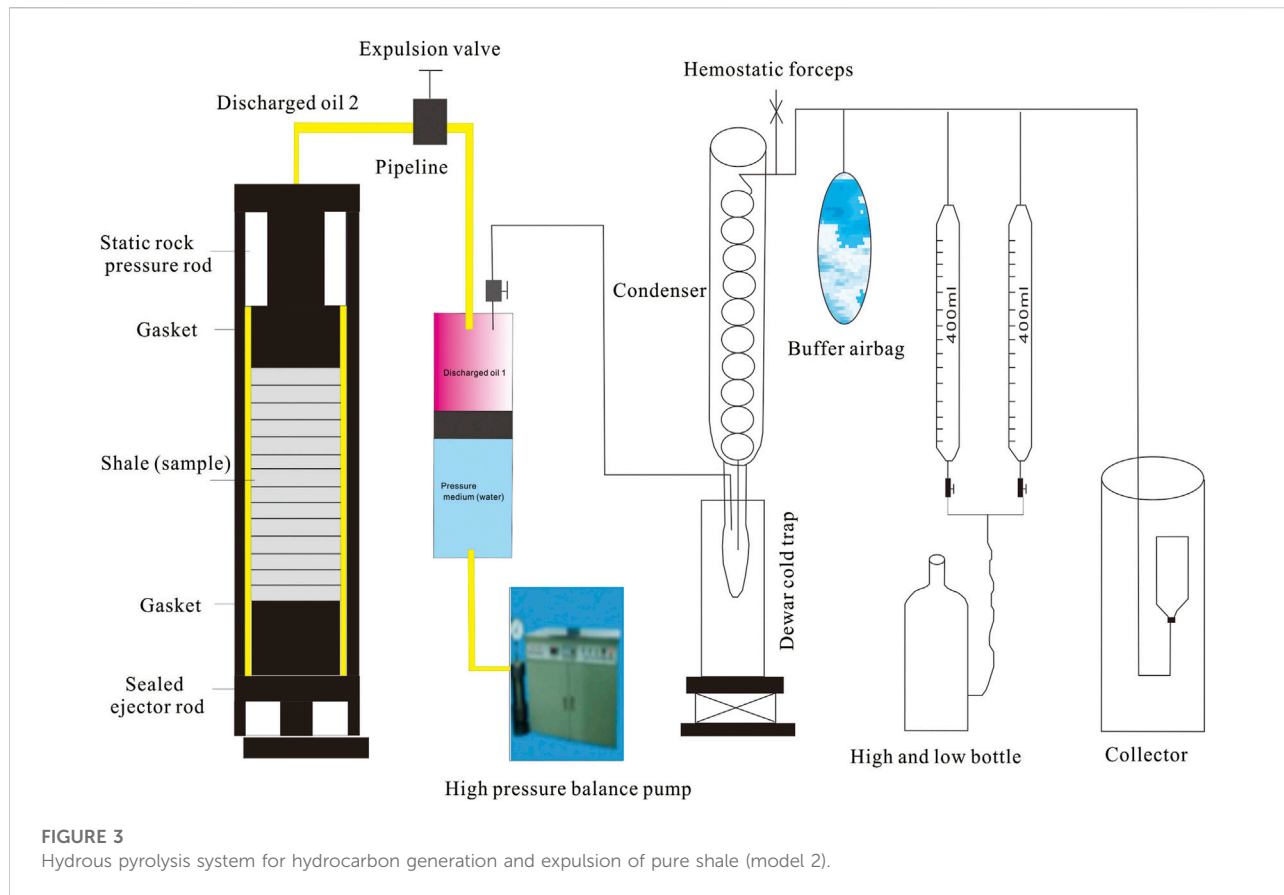 Expulsion valve
Hemostatic forceps
Discharged oil 2
Pipeline
Static rock
pressure rod
Condenser
Gasket
400ml
400ml
Buffer airbag
Discharged oil 1
Shale (sample)
Pressure
medium (water)
Dewar cold trap
Gasket
Sealed
ejector rod
High and low bottle
Collector
High pressure balance pump
FIGURE 3
Hydrous pyrolysis system for hydrocarbon generation and expulsion of pure shale (model 2).